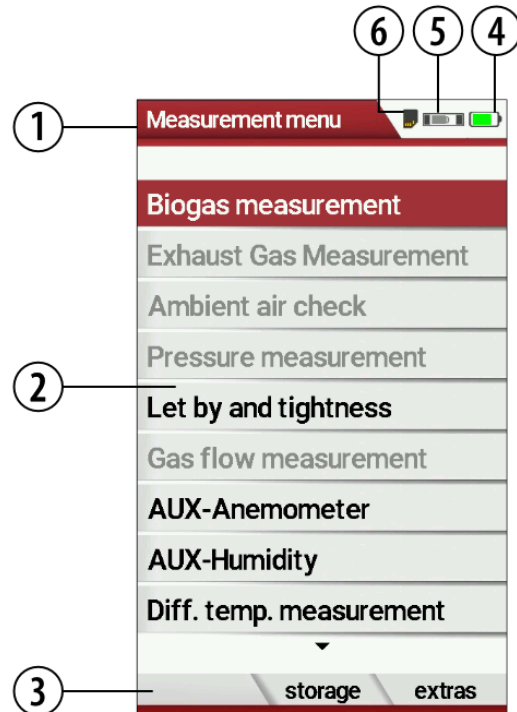 6 5 4
1 Measurement menu
Biogas measurement
Exhaust Gas Measurement
Ambient air check
Pressure measurement
2 Let by and tightness
Gas flow measurement
AUX-Anemometer
AUX-Humidity
Diff. temp. measurement
3 storage extras